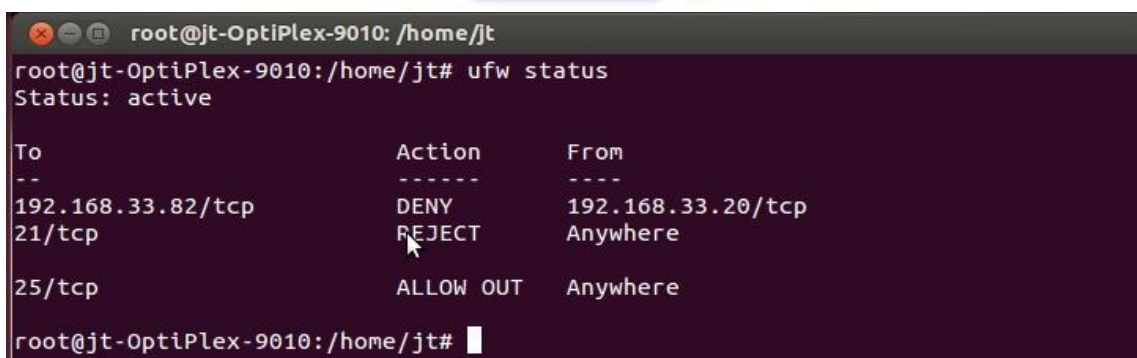 root@jt-OptiPlex-9010: /home/jt
root@jt-OptiPlex-9010:/home/jt# ufw status
Status: active
To                         Action      From
--                         ------      ----
192.168.33.82/tcp          DENY        192.168.33.20/tcp
21/tcp                     REJECT      Anywhere
25/tcp                     ALLOW OUT   Anywhere
root@jt-OptiPlex-9010:/home/jt#